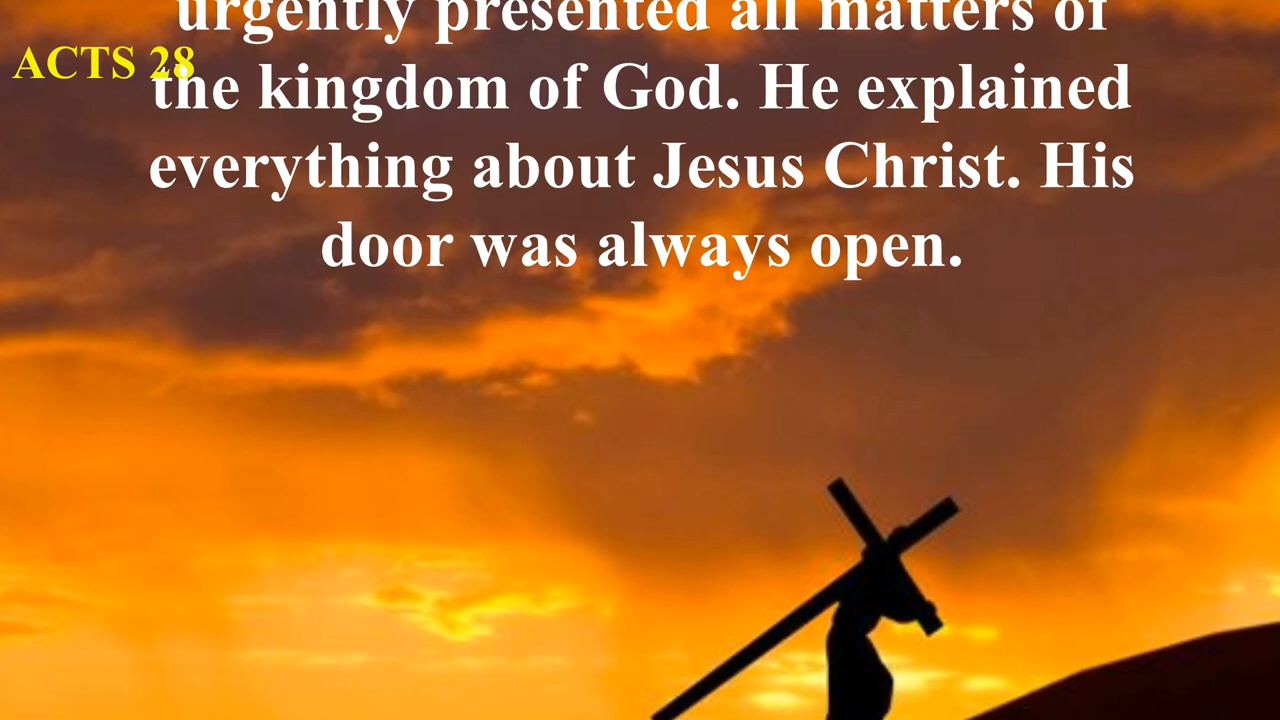 urgently presented all matters of
ACTS 28
the kingdom of God. He explained
everything about Jesus Christ. His
door was always open.